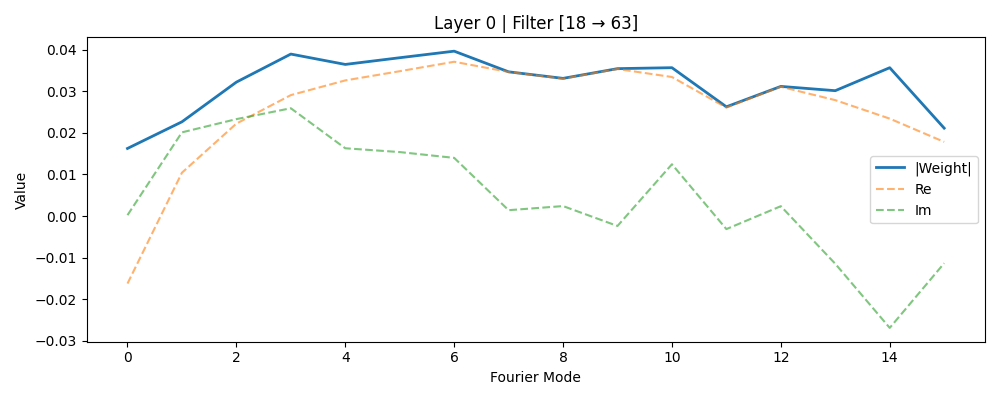 Layer 0 | Filter [18 → 63]
Value
0.04
0.03
0.02
0.01
0.00
−0.01
−0.02
−0.03
|Weight|
Re
Im
0 2 4 6 8 10 12 14
Fourier Mode